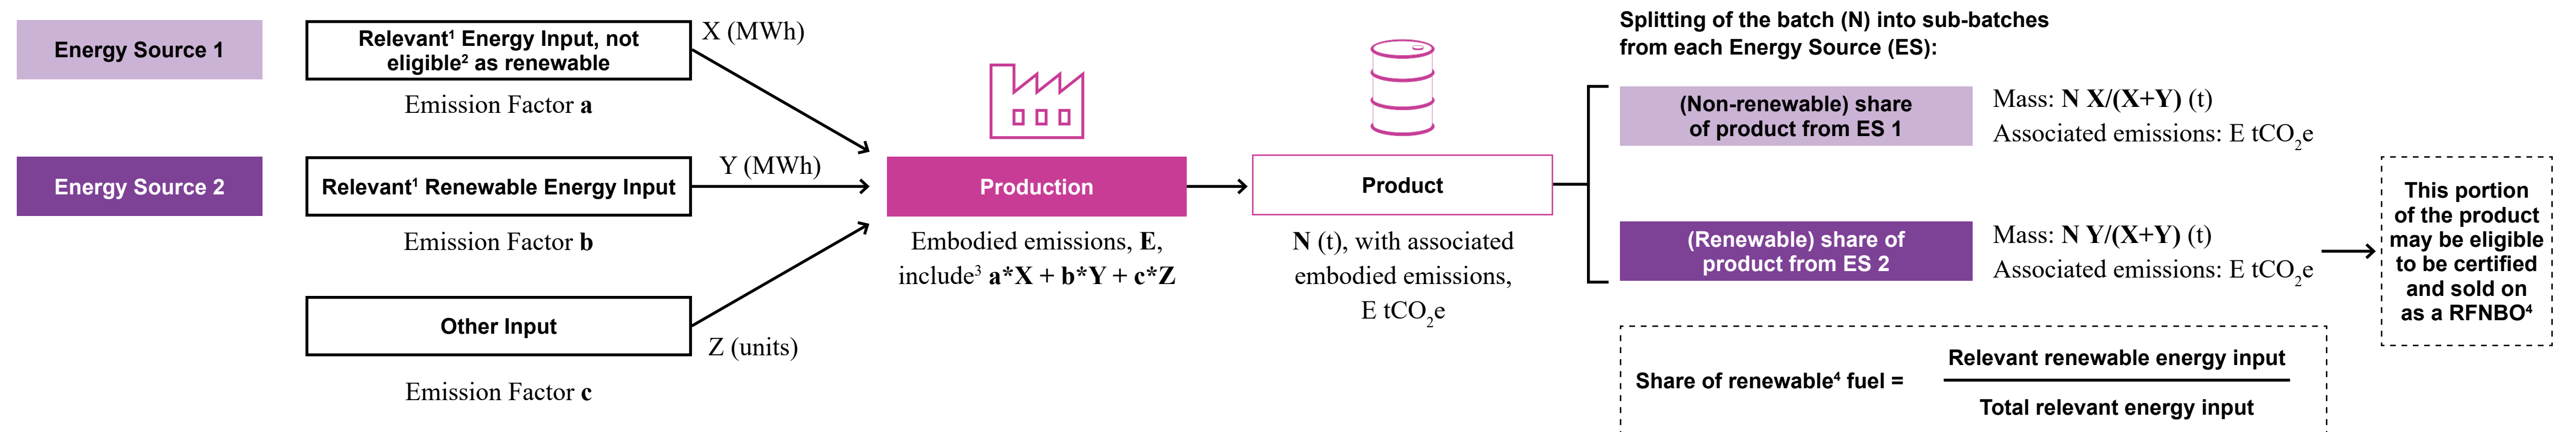 Energy Source 1
Relevant¹ Energy Input, not
eligible² as renewable
Emission Factor a
X (MWh)
Energy Source 2
Relevant¹ Renewable Energy Input
Emission Factor b
Y (MWh)
Other Input
Emission Factor c
Z (units)
Production
Embodied emissions, E,
include³ a*X + b*Y + c*Z
Product
N (t), with associated
embodied emissions,
E tCO₂e
Splitting of the batch (N) into sub-batches
from each Energy Source (ES):
(Non-renewable) share
of product from ES 1
Mass: N X/(X+Y) (t)
Associated emissions: E tCO₂e
(Renewable) share of
product from ES 2
Mass: N Y/(X+Y) (t)
Associated emissions: E tCO₂e
This portion
of the product
may be eligible
to be certified
and sold on
as a RFNBO⁴
Share of renewable⁴ fuel =
Relevant renewable energy input
Total relevant energy input